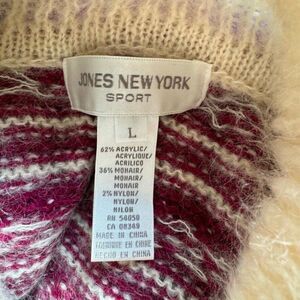 JONES NEW YORK
SPORT
L
62% ACRYLIC/
ACRYLIQUE/
ACRILICO
36% MOHAIR/
MOHAIR/
MOHAIR
2% NYLON/
NYLON/
NILON
RN 54050
CA 08349
MADE IN CHINA
FABRIQUÉ EN CHINE
HECHO EN CHINA